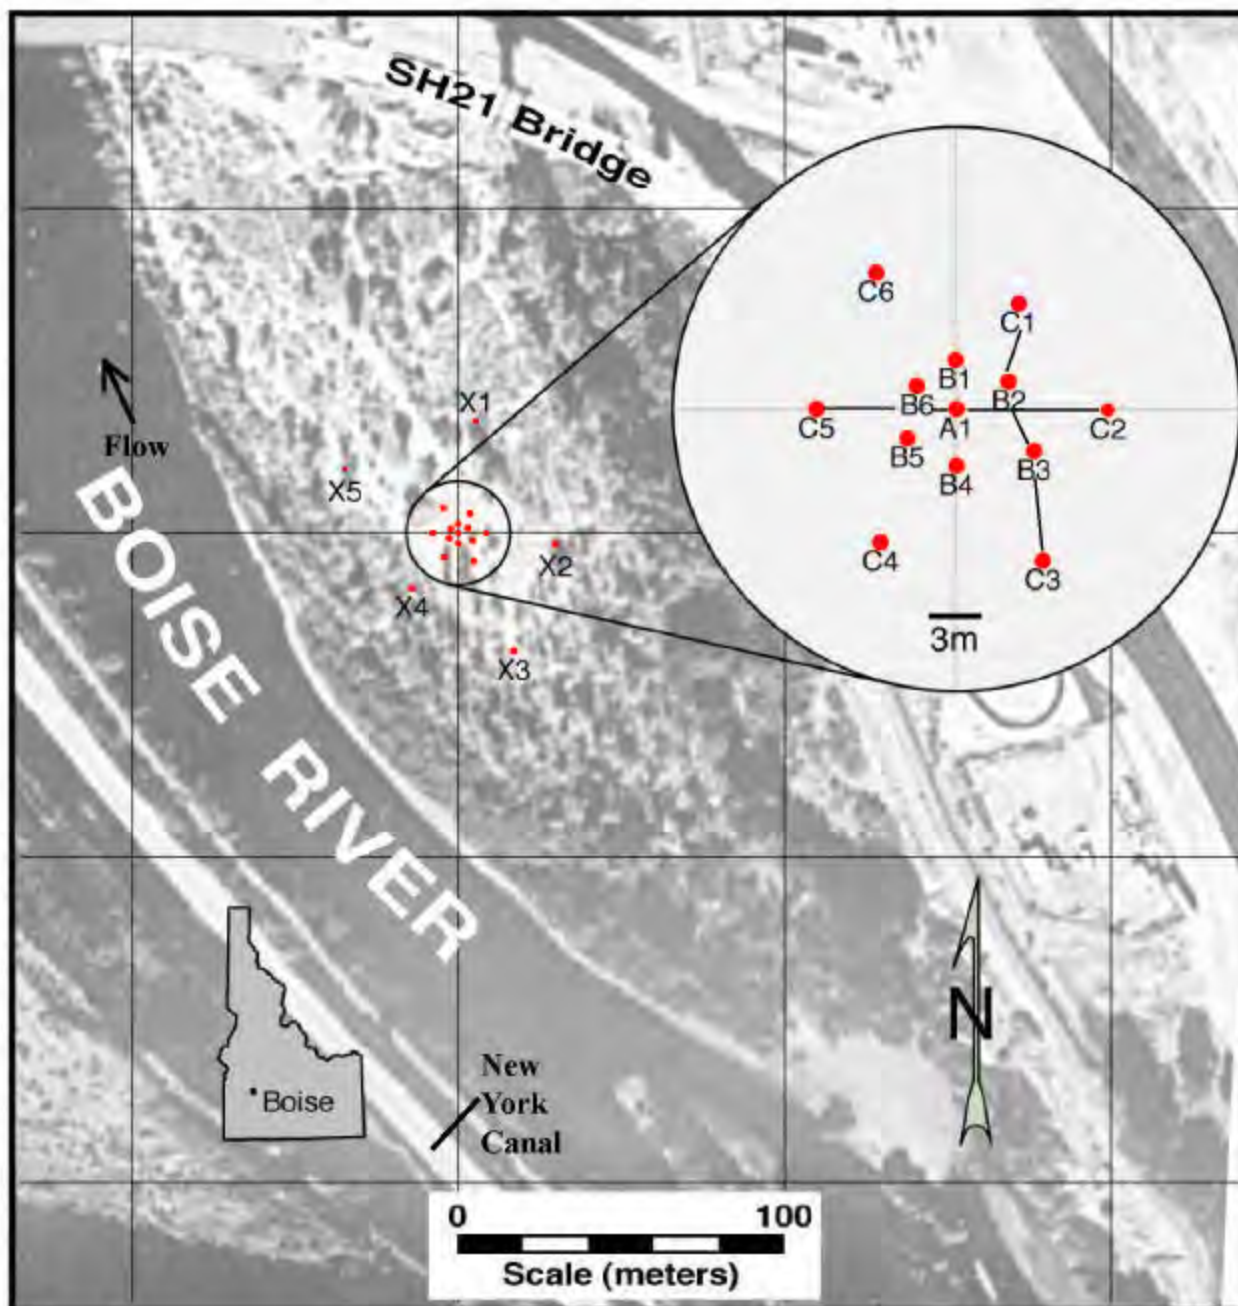 SH21 Bridge
C6
C1
B1
B6
B2
C5
A1
C2
B5
B4
B3
C4
C3
3m
X1
Flow
X5
X2
X4
X3
BOISE RIVER
N
Boise
New
York
Canal
0 100
Scale (meters)